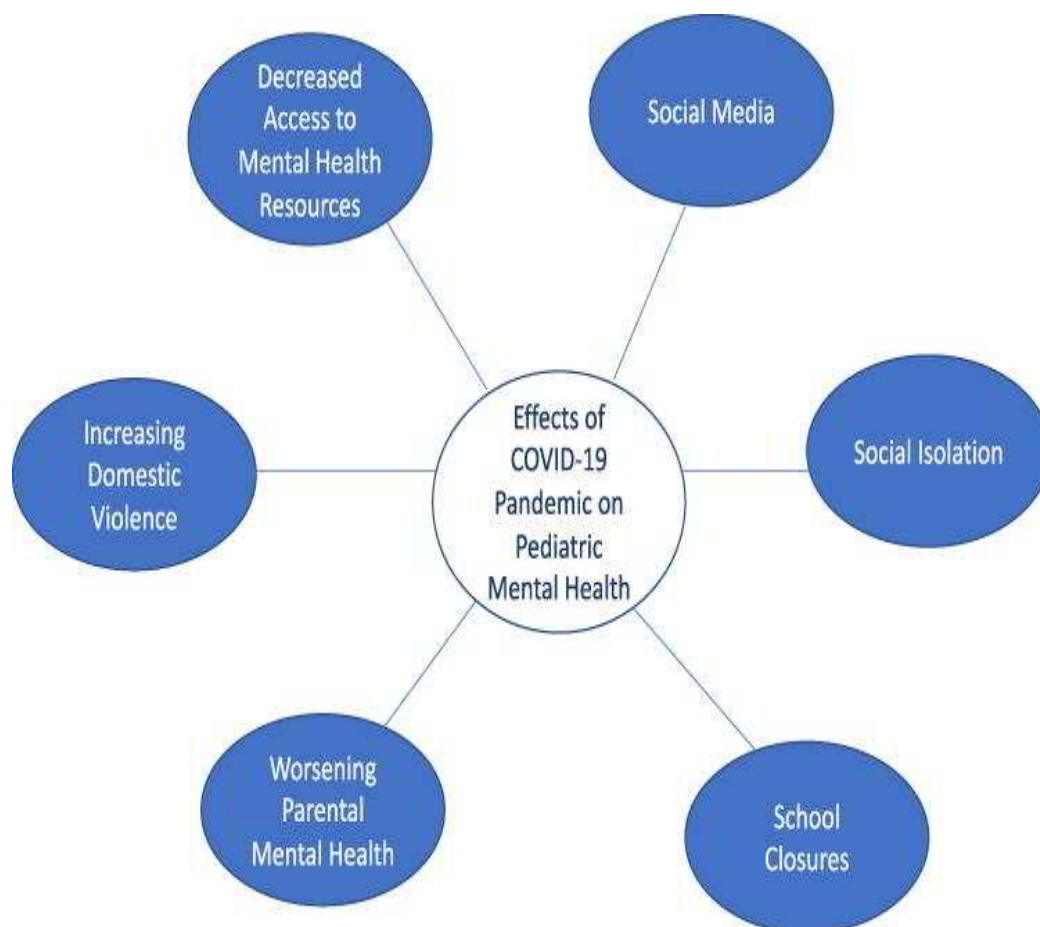 Decreased
Access to
Mental Health
Resources
Social Media
Increasing
Domestic
Violence
Effects of
COVID-19
Pandemic on
Pediatric
Mental Health
Social Isolation
Worsening
Parental
Mental Health
School
Closures